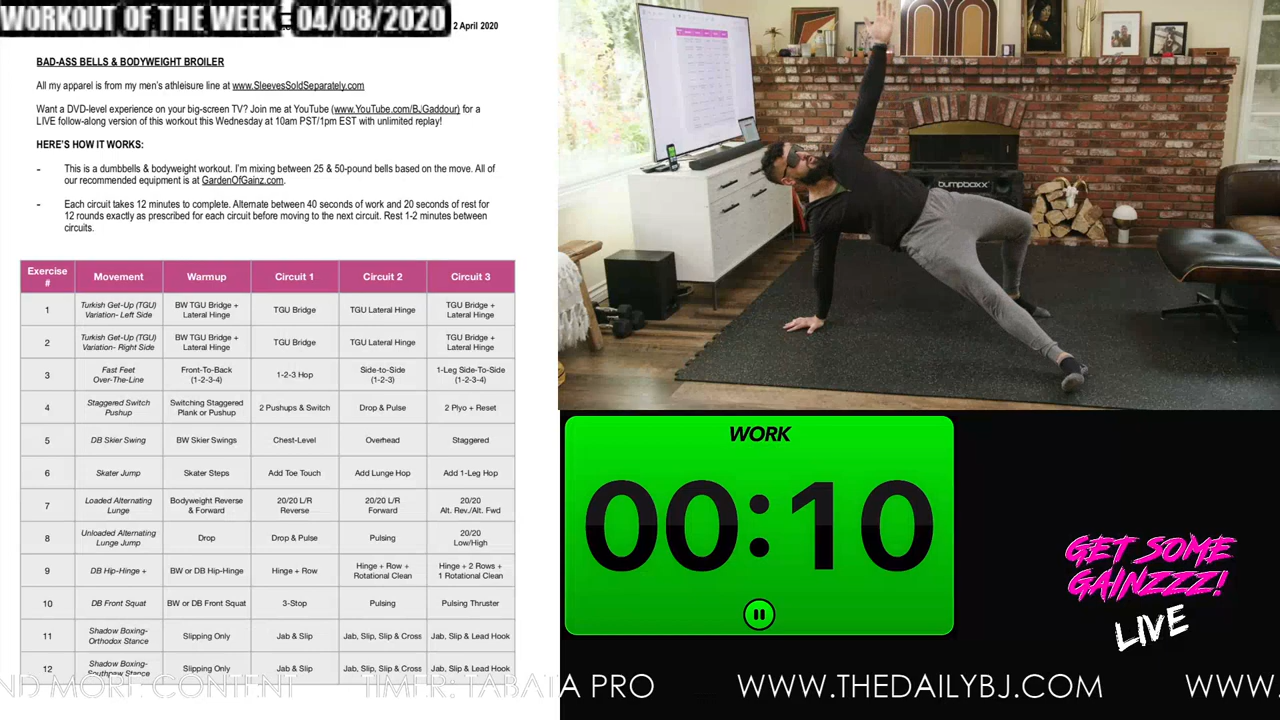 WORKOUT OF THE WEEK - 04/08/2020
2 April 2020
BAD-ASS BELLS & BODYWEIGHT BROILER
All my apparel is from my men's athleisure line at www.SleevesSoldSeparately.com
Want a DVD-level experience on your big-screen TV? Join me at YouTube (www.YouTube.com/BJGaddour) for a
LIVE follow-along version of this workout this Wednesday at 10am PST/1pm EST with unlimited replay!
HERE'S HOW IT WORKS:
- This is a dumbbells & bodyweight workout. I'm mixing between 25 & 50-pound bells based on the move. All of
our recommended equipment is at GardenOfGainz.com.
- Each circuit takes 12 minutes to complete. Alternate between 40 seconds of work and 20 seconds of rest for
12 rounds exactly as prescribed for each circuit before moving to the next circuit. Rest 1-2 minutes between
circuits.
Exercise # Movement Warmup Circuit 1 Circuit 2 Circuit 3
1 Turkish Get-Up (TGU) Variation- Left Side BW TGU Bridge + Lateral Hinge TGU Bridge TGU Lateral Hinge TGU Bridge + Lateral Hinge
2 Turkish Get-Up (TGU) Variation- Right Side BW TGU Bridge + Lateral Hinge TGU Bridge TGU Lateral Hinge TGU Bridge + Lateral Hinge
3 Fast Feet Over-The-Line Front-To-Back (1-2-3-4) 1-2-3 Hop Side-to-Side (1-2-3) 1-Leg Side-To-Side (1-2-3-4)
4 Staggered Switch Pushup Switching Staggered Plank or Pushup 2 Pushups & Switch Drop & Pulse 2 Plyo + Reset
5 DB Skier Swing BW Skier Swings Chest-Level Overhead Staggered
6 Skater Jump Skater Steps Add Toe Touch Add Lunge Hop Add 1-Leg Hop
7 Loaded Alternating Lunge Bodyweight Reverse & Forward 20/20 L/R Reverse 20/20 L/R Forward 20/20 Alt. Rev./Alt. Fwd
8 Unloaded Alternating Lunge Jump Drop Drop & Pulse Pulsing 20/20 Low/High
9 DB Hip-Hinge + BW or DB Hip-Hinge Hinge + Row Hinge + Row + Rotational Clean Hinge + 2 Rows + 1 Rotational Clean
10 DB Front Squat BW or DB Front Squat 3-Stop Pulsing Pulsing Thruster
11 Shadow Boxing- Orthodox Stance Slipping Only Jab & Slip Jab, Slip, Slip & Cross Jab, Slip & Lead Hook
12 Shadow Boxing- Southpaw Stance Slipping Only Jab & Slip Jab, Slip, Slip & Cross Jab, Slip & Lead Hook
bumpboxx
WORK
00:10
GET SOME
GAINZZZ!
LIVE
ND MORE CONTENT TIMER: TABATA PRO WWW.THEDAILYBJ.COM WWW.